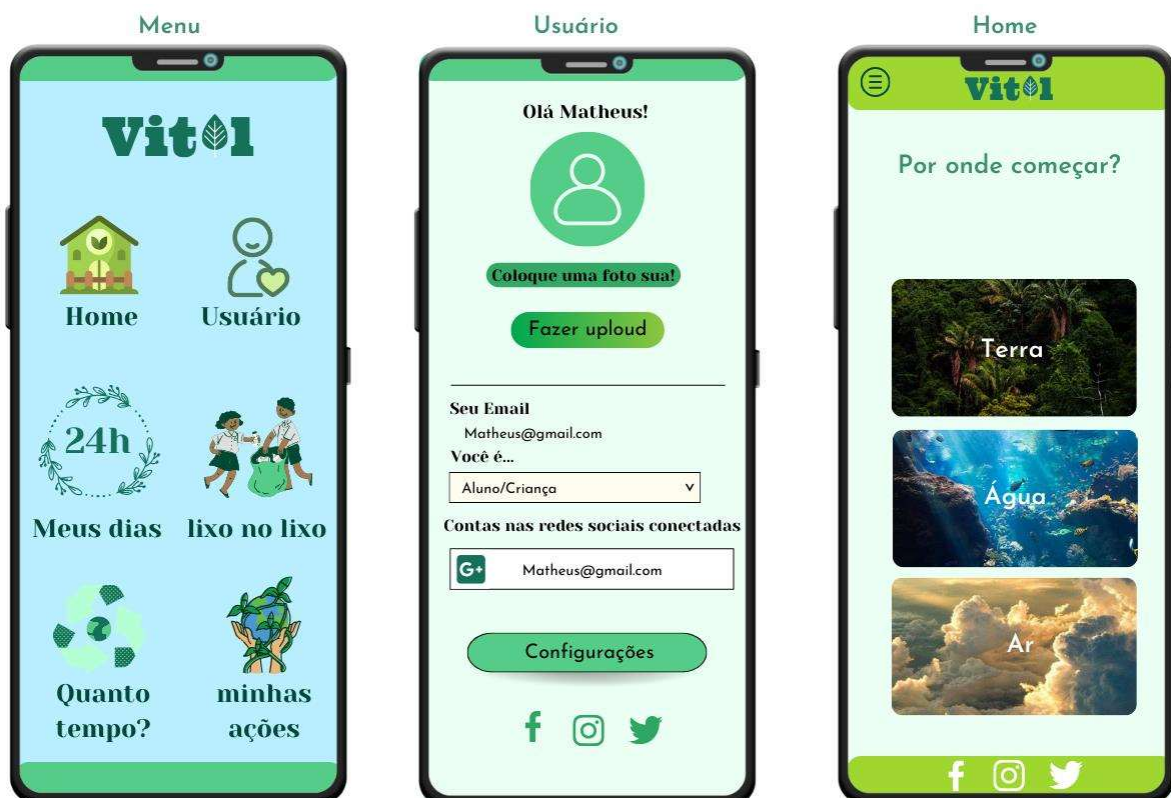 Menu
Vital
Home
Usuário
24h
Meus dias
lixo no lixo
Quanto
tempo?
minhas
ações
Usuário
Olá Matheus!
Coloque uma foto sua!
Fazer uploud
Seu Email
Matheus@gmail.com
Você é...
Aluno/Criança
Contas nas redes sociais conectadas
G+ Matheus@gmail.com
Configurações
Home
Vital
Por onde começar?
Terra
Água
Ar